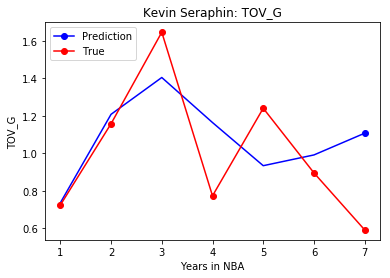 Kevin Seraphin: TOV_G
Prediction
True
TOV_G
1.6
1.4
1.2
1.0
0.8
0.6
1 2 3 4 5 6 7
Years in NBA